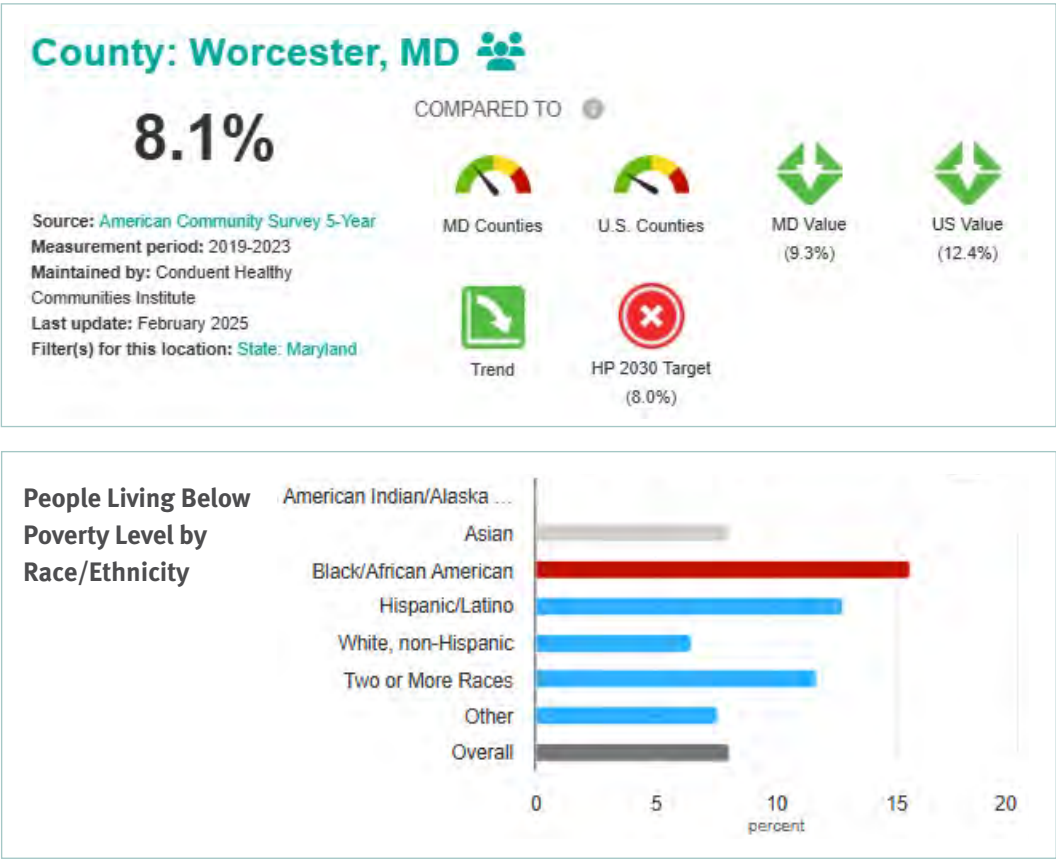 County: Worcester, MD
8.1%
COMPARED TO
MD Counties
U.S. Counties
MD Value
(9.3%)
US Value
(12.4%)
Source: American Community Survey 5-Year
Measurement period: 2019-2023
Maintained by: Conduent Healthy
Communities Institute
Last update: February 2025
Filter(s) for this location: State: Maryland
Trend
HP 2030 Target
(8.0%)
People Living Below
Poverty Level by
Race/Ethnicity
American Indian/Alaska ...
Asian
Black/African American
Hispanic/Latino
White, non-Hispanic
Two or More Races
Other
Overall
0 5 10 15 20
percent